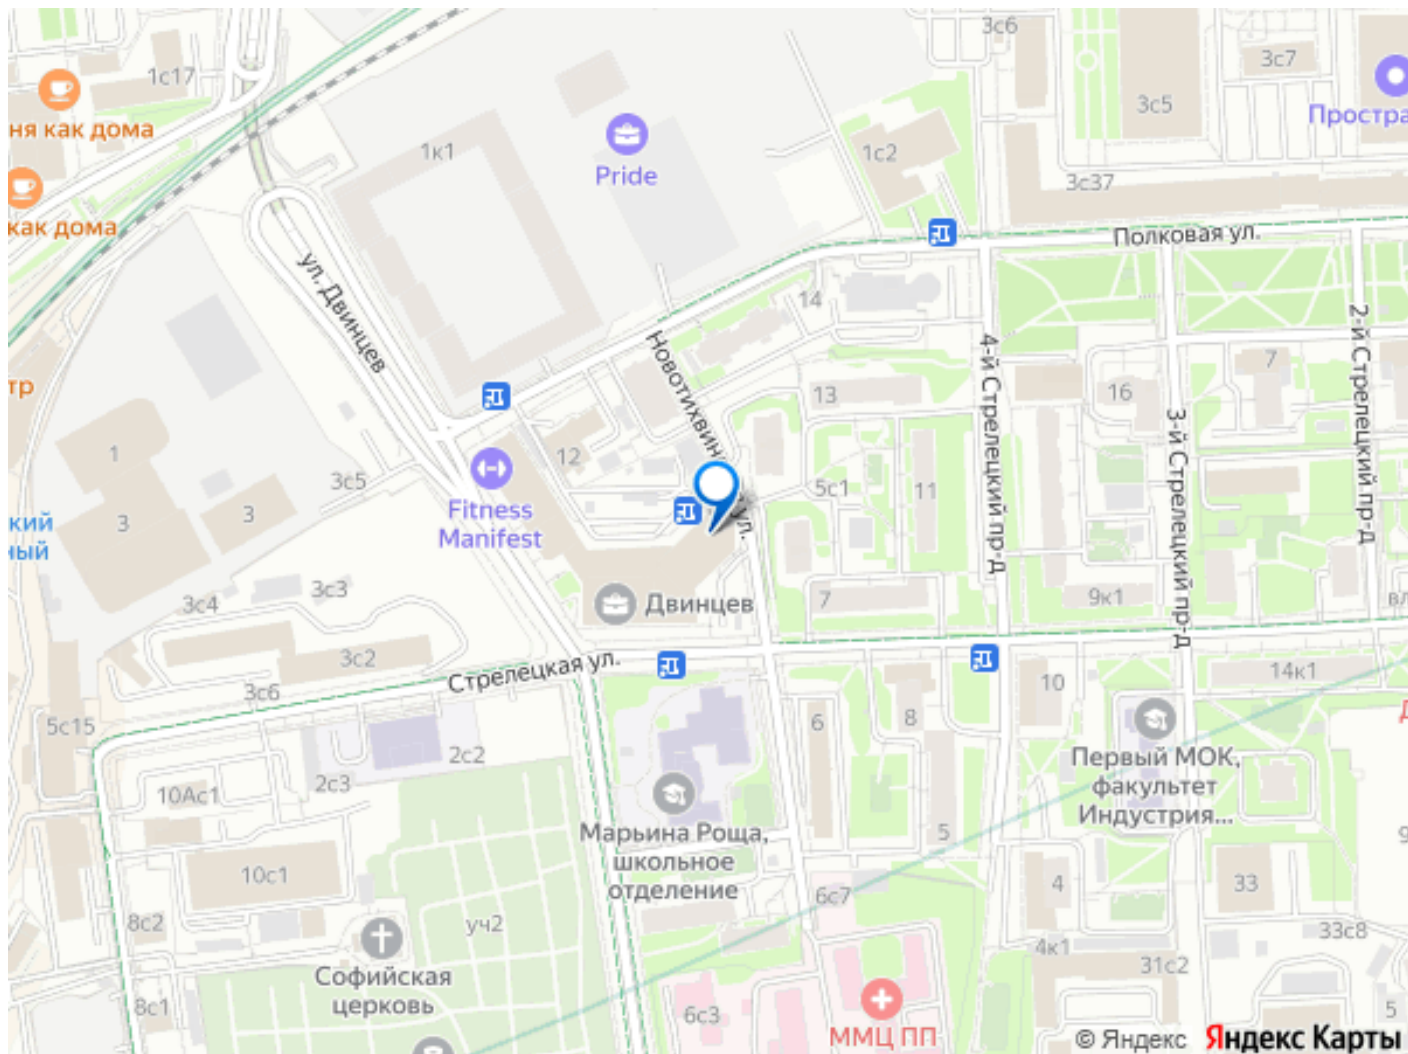 3с6
3с7
1с17
3с5
ня как дома
Простра
Pride
1к1
1с2
3с37
как дома
Полковая ул.
ул. Двинцев
14
Новотихвин
ул.
2-й Стрелецкий пр-д
4-й Стрелецкий пр-д
7
тр
13
16
3-й Стрелецкий пр-д
1
12
3с5
5с1
11
Fitness
Manifest
3
3
кий
ный
3с3
3с4
Двинцев
7
9к1
вл
3с2
Стрелецкая ул.
14к1
3с6
10
5с15
6
8
2с2
Первый МОК,
факультет
Индустрия...
2с3
10Ас1
Марьина Роща,
школьное
отделение
5
9
10с1
4
33
6с7
8с2
уч2
33с8
4к1
31с2
Софийская
церковь
8с1
6с3
5
ММЦ ПП
© Яндекс
Яндекс Карты